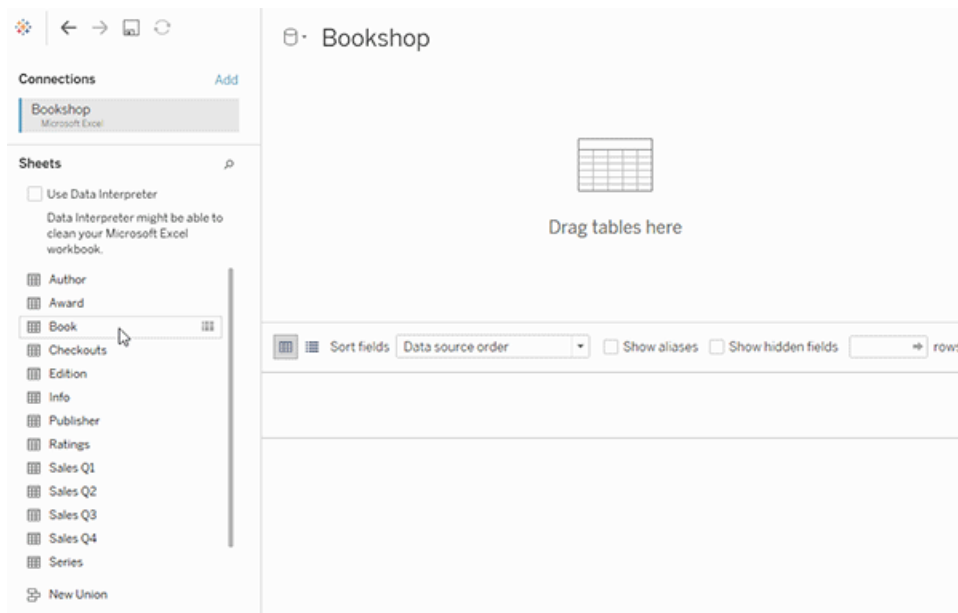 Bookshop
Connections
Add
Bookshop
Microsoft Excel
Sheets
Use Data Interpreter
Data Interpreter might be able to
clean your Microsoft Excel
workbook.
Author
Award
Book
Checkouts
Edition
Info
Publisher
Ratings
Sales Q1
Sales Q2
Sales Q3
Sales Q4
Series
New Union
Drag tables here
Sort fields
Data source order
Show aliases
Show hidden fields
rows